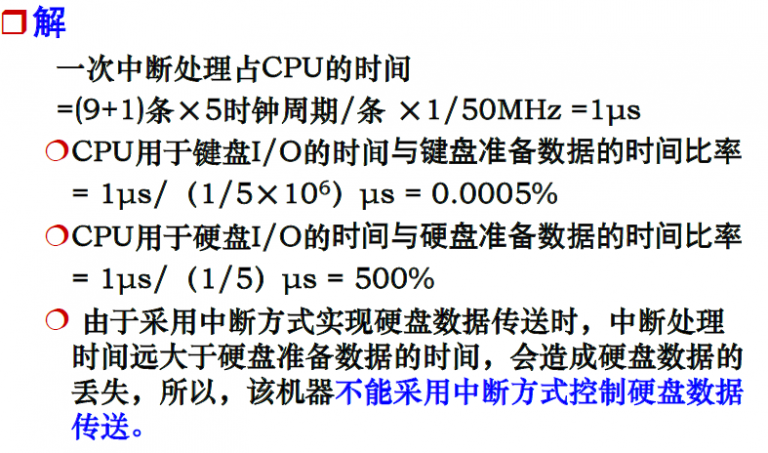 解
一次中断处理占CPU的时间
=(9+1)条×5时钟周期/条 ×1/50MHz =1μs
❍CPU用于键盘I/O的时间与键盘准备数据的时间比率
= 1μs/（1/5×10⁶）μs = 0.0005%
❍CPU用于硬盘I/O的时间与硬盘准备数据的时间比率
= 1μs/（1/5）μs = 500%
❍ 由于采用中断方式实现硬盘数据传送时，中断处理
时间远大于硬盘准备数据的时间，会造成硬盘数据的
丢失，所以，该机器不能采用中断方式控制硬盘数据
传送。